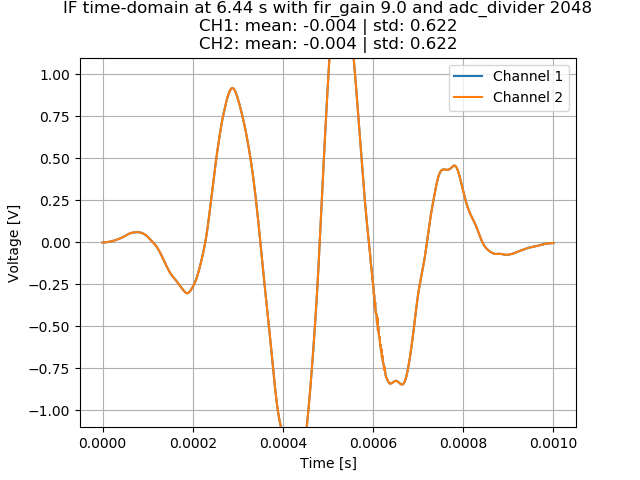 IF time-domain at 6.44 s with fir_gain 9.0 and adc_divider 2048
CH1: mean: -0.004 | std: 0.622
CH2: mean: -0.004 | std: 0.622
Channel 1
Channel 2
1.00
0.75
0.50
0.25
0.00
−0.25
−0.50
−0.75
−1.00
Voltage [V]
0.0000 0.0002 0.0004 0.0006 0.0008 0.0010
Time [s]